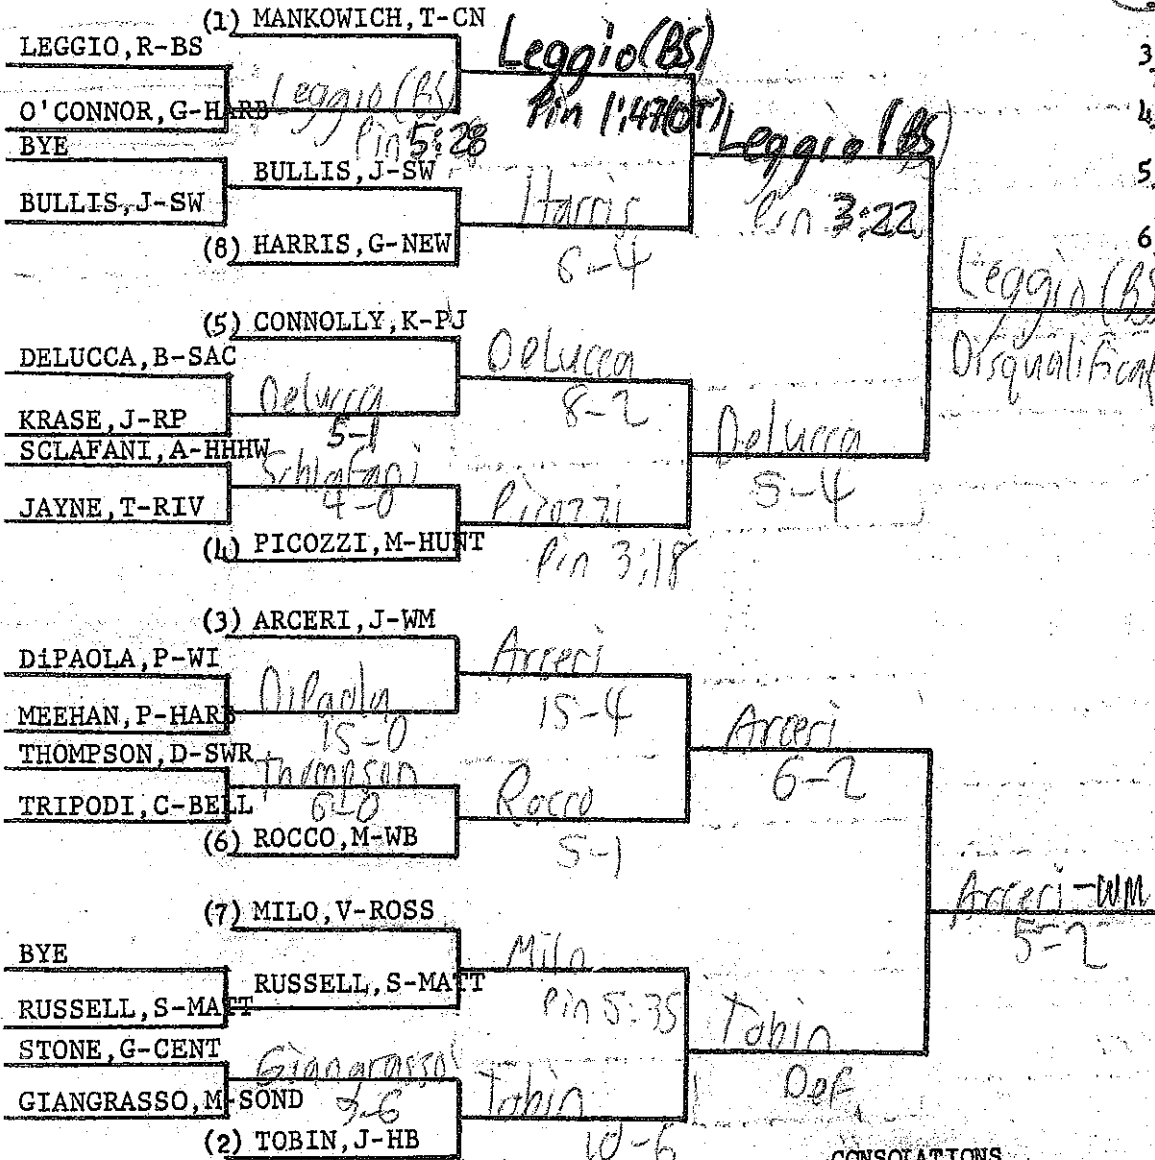 (1) MANKOWICH, T-CN
LEGGIO, R-BS
Leggio (BS)
3
O'CONNOR, G-HARB
Leggio (BS)
Pin 1:47(OT)
4
Pin 5:28
Leggio (BS)
BYE
BULLIS, J-SW
5
BULLIS, J-SW
Harris
Pin 3:22
(8) HARRIS, G-NEW
6-4
6
Leggio (BS
(5) CONNOLLY, K-PJ
Disqualificat
DELUCCA, B-SAC
DeLucca
8-2
KRASE, J-RP
Delucca
5-1
DeLucca
5-4
SCLAFANI, A-HHHW
Schlafani
4-0
JAYNE, T-RIV
Picozzi
(4) PICOZZI, M-HUNT
Pin 3:18
(3) ARCERI, J-WM
DiPAOLA, P-WI
Arceri
15-4
MEEHAN, P-HARB
DiPaola
15-0
Arceri
6-2
THOMPSON, D-SWR
Thompson
6-0
TRIPODI, C-BELL
Rocco
(6) ROCCO, M-WB
5-1
Arceri-WM
5-2
(7) MILO, V-ROSS
BYE
Milo
RUSSELL, S-MATT
Pin 5:35
RUSSELL, S-MATT
Tobin
Def.
STONE, G-CENT
Giangrasso
GIANGRASSO, M-SOND
Tobin
(2) TOBIN, J-HB
10-6
CONSOLATIONS